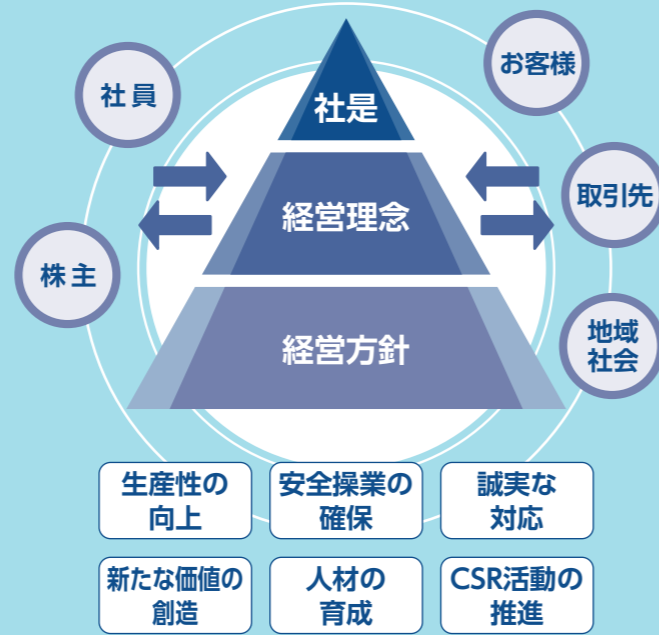 社員
お客様
社是
取引先
経営理念
株主
地域
社会
経営方針
生産性の
向上
安全操業の
確保
誠実な
対応
新たな価値の
創造
人材の
育成
CSR活動の
推進